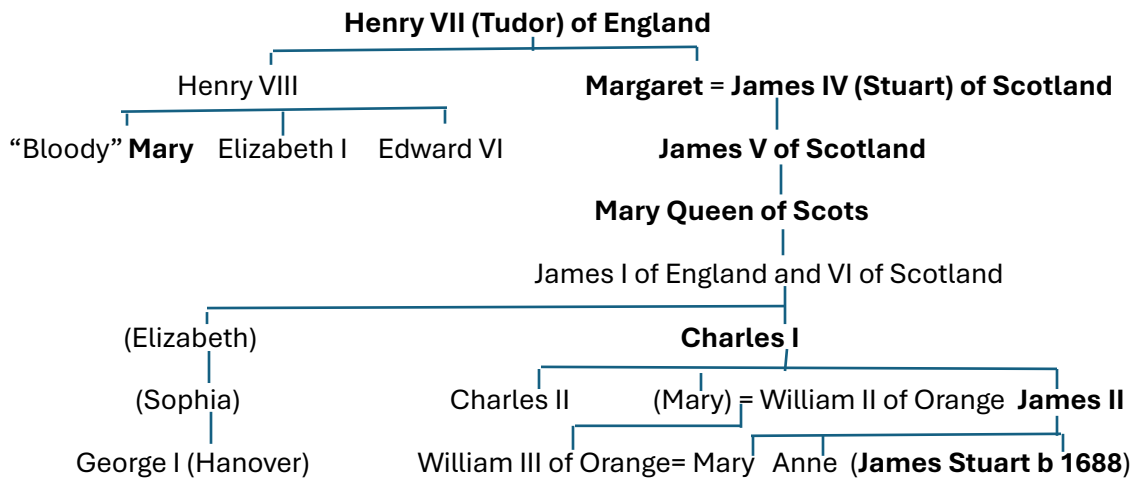 Henry VII (Tudor) of England
Henry VIII Margaret = James IV (Stuart) of Scotland
“Bloody” Mary Elizabeth I Edward VI James V of Scotland
Mary Queen of Scots
James I of England and VI of Scotland
(Elizabeth) Charles I
(Sophia) Charles II (Mary) = William II of Orange James II
George I (Hanover) William III of Orange= Mary Anne (James Stuart b 1688)